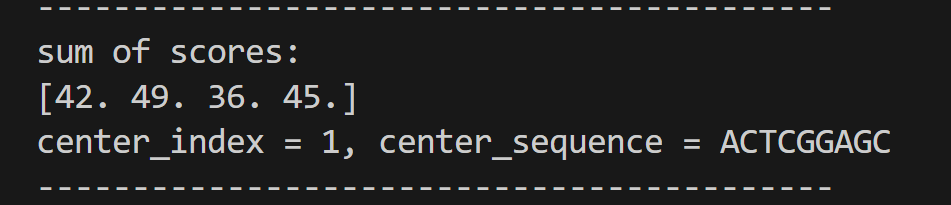 -------------------------------------------
sum of scores:
[42. 49. 36. 45.]
center_index = 1, center_sequence = ACTCGGAGC
-------------------------------------------